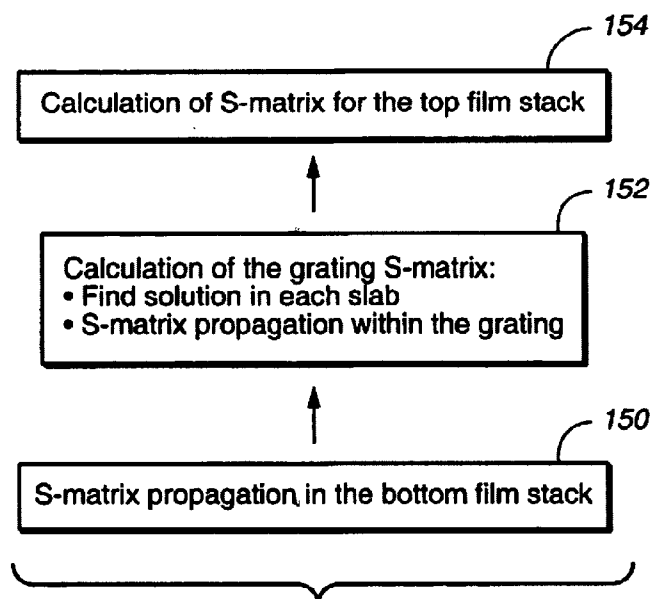 154
Calculation of S-matrix for the top film stack
152
Calculation of the grating S-matrix:
• Find solution in each slab
• S-matrix propagation within the grating
150
S-matrix propagation in the bottom film stack